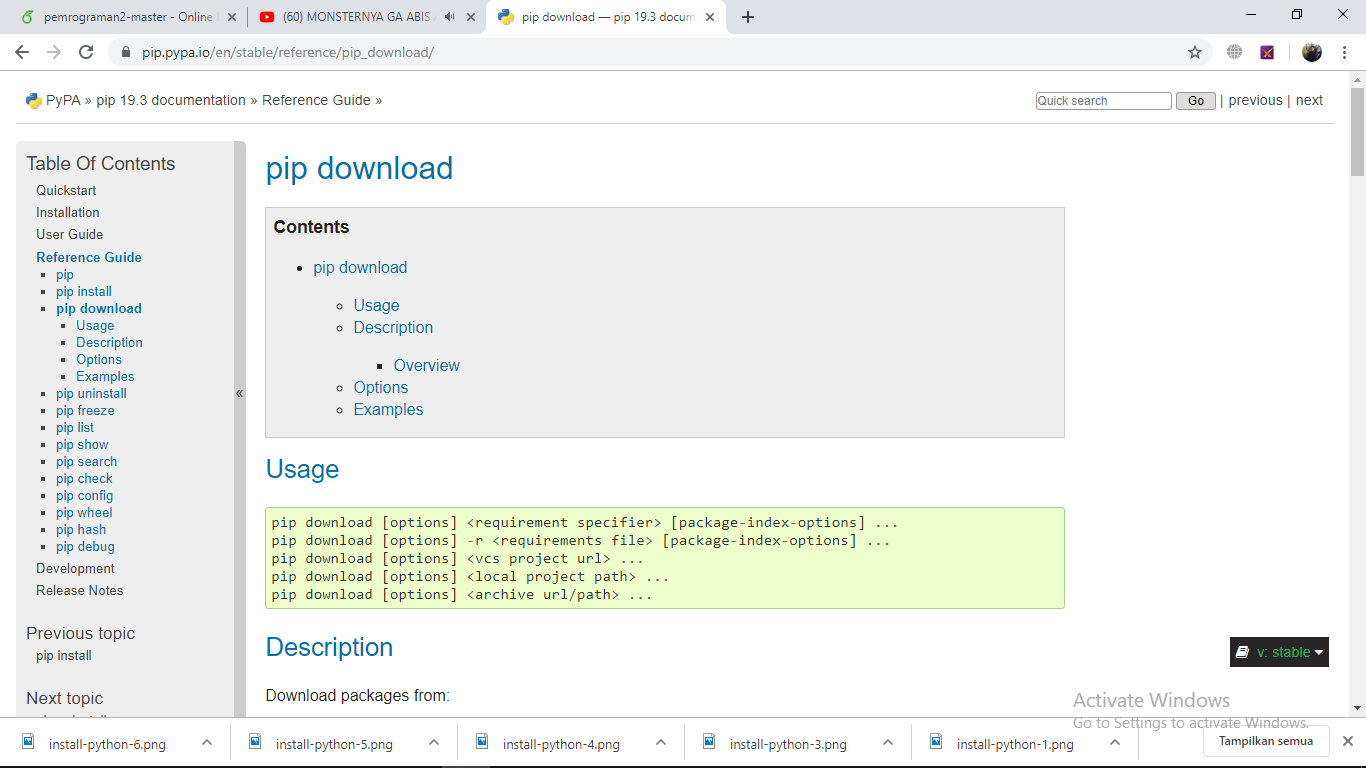 pemrograman2-master - Online
(60) MONSTERNYA GA ABIS
pip download — pip 19.3 docum
pip.pypa.io/en/stable/reference/pip_download/
PyPA » pip 19.3 documentation » Reference Guide »
Quick search Go | previous | next
Table Of Contents
Quickstart
Installation
User Guide
Reference Guide
pip
pip install
pip download
Usage
Description
Options
Examples
pip uninstall
pip freeze
pip list
pip show
pip search
pip check
pip config
pip wheel
pip hash
pip debug
Development
Release Notes
Previous topic
pip install
Next topic
«
pip download
Contents
pip download
Usage
Description
Overview
Options
Examples
Usage
pip download [options] <requirement specifier> [package-index-options] ...
pip download [options] -r <requirements file> [package-index-options] ...
pip download [options] <vcs project url> ...
pip download [options] <local project path> ...
pip download [options] <archive url/path> ...
Description
Download packages from:
v: stable
Activate Windows
Go to Settings to activate Windows.
install-python-6.png
install-python-5.png
install-python-4.png
install-python-3.png
install-python-1.png
Tampilkan semua